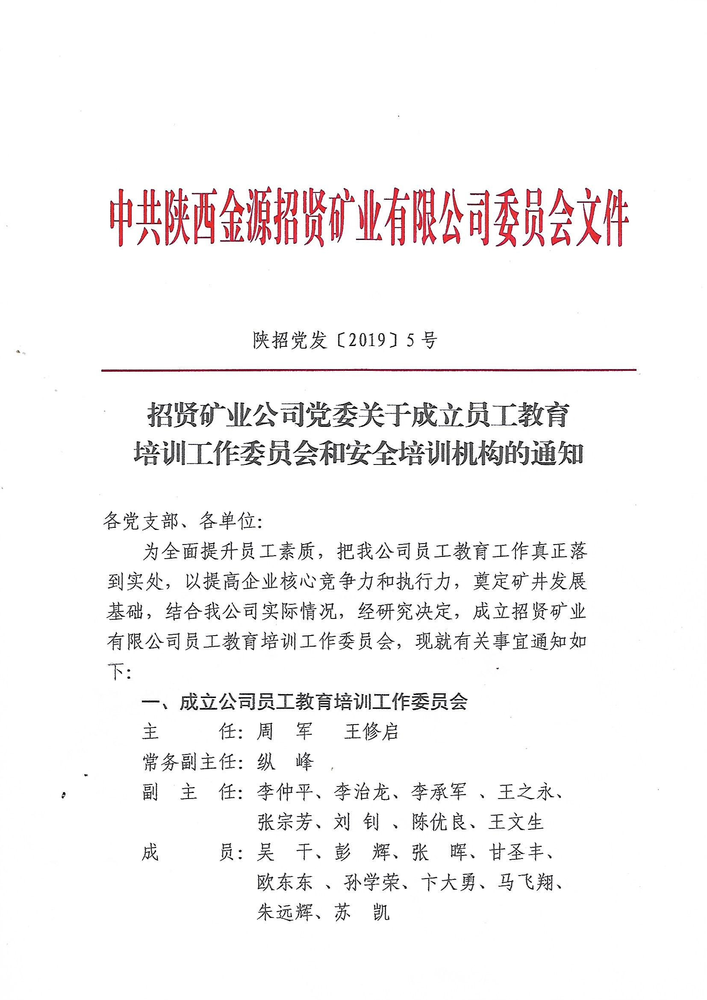 中共陕西金源招贤矿业有限公司委员会文件
陕招党发〔2019〕5号
招贤矿业公司党委关于成立员工教育
培训工作委员会和安全培训机构的通知
各党支部、各单位：
为全面提升员工素质，把我公司员工教育工作真正落
到实处，以提高企业核心竞争力和执行力，奠定矿井发展
基础，结合我公司实际情况，经研究决定，成立招贤矿业
有限公司员工教育培训工作委员会，现就有关事宜通知如
下：
一、成立公司员工教育培训工作委员会
主 任：周 军 王修启
常务副主任：纵 峰
副 主 任：李仲平、李治龙、李承军 、王之永、
张宗芳、刘 钊 、陈优良、王文生
成 员：吴 干、彭 辉、张 晖、甘圣丰、
欧东东 、孙学荣、卞大勇、马飞翔、
朱远辉、苏 凯